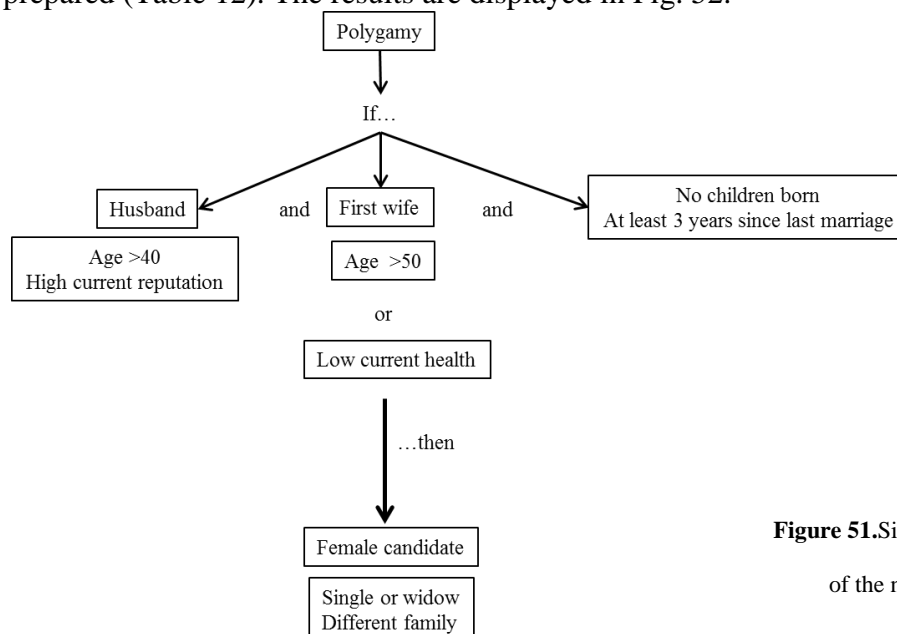 prepared (Table 12). The results are displayed in Fig. 52.
Polygamy
If…
Husband
and
First wife
and
No children born
At least 3 years since last marriage
Age >40
High current reputation
Age >50
or
Low current health
…then
Female candidate
Single or widow
Different family
Figure 51.Si
of the